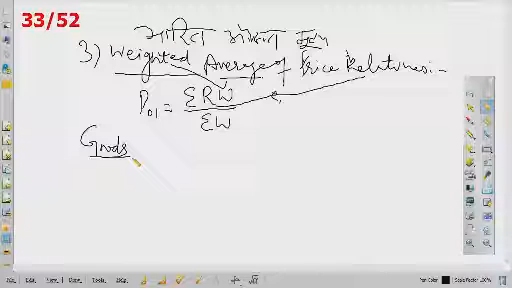 33/52
भारित औसत मूल्य
3) Weighted Average of Price Relatives:-
P₀₁ = ΣRW / ΣW
Goods